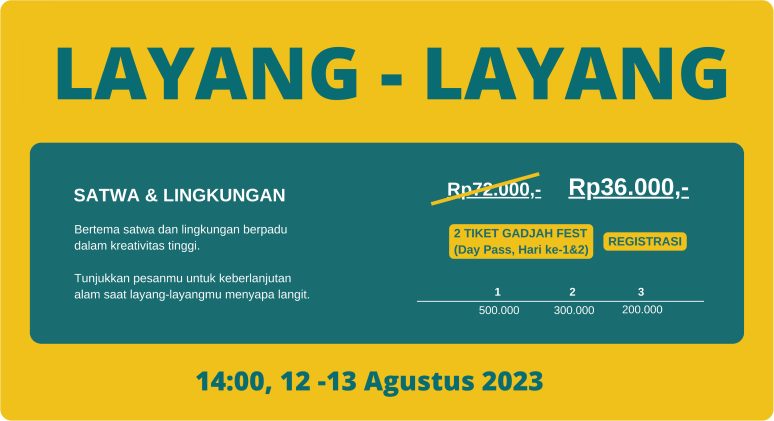 LAYANG - LAYANG
SATWA & LINGKUNGAN
Bertema satwa dan lingkungan berpadu
dalam kreativitas tinggi.
Tunjukkan pesanmu untuk keberlanjutan
alam saat layang-layangmu menyapa langit.
Rp72.000,- Rp36.000,-
2 TIKET GADJAH FEST
(Day Pass, Hari ke-1&2)
REGISTRASI
1 2 3
500.000 300.000 200.000
14:00, 12 -13 Agustus 2023